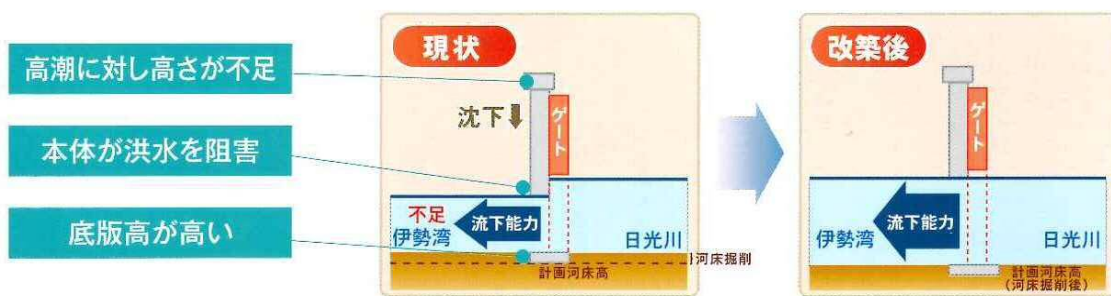 高潮に対し高さが不足
本体が洪水を阻害
底版高が高い
現状
沈下
ゲート
不足
伊勢湾
流下能力
日光川
河床掘削
計画河床高
改築後
ゲート
伊勢湾
流下能力
日光川
計画河床高
(河床掘削後)